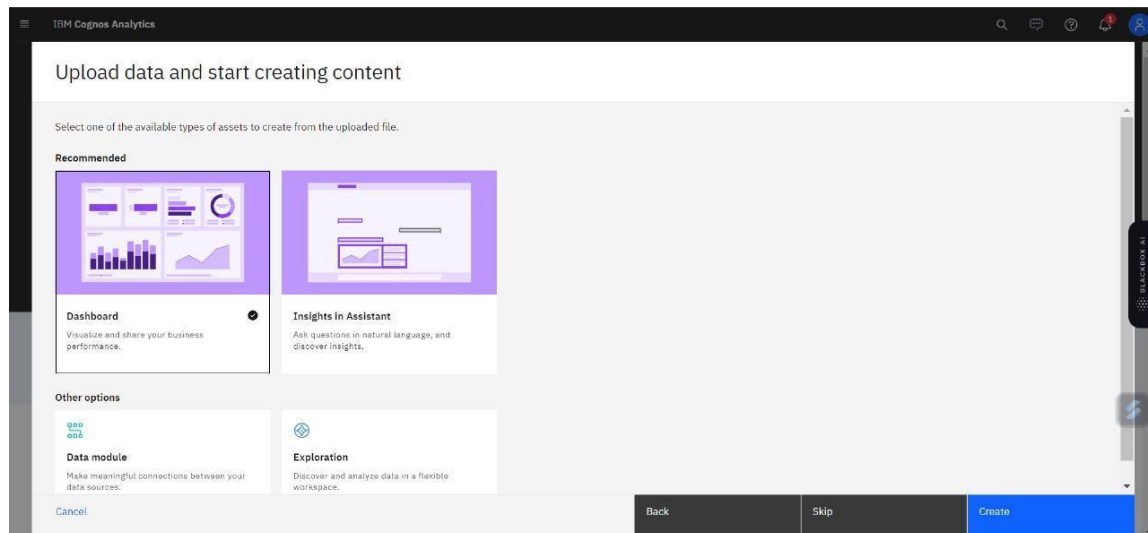 IBM Cognos Analytics
1
Upload data and start creating content
Select one of the available types of assets to create from the uploaded file.
Recommended
Dashboard
Visualize and share your business
performance.
Insights in Assistant
Ask questions in natural language, and
discover insights.
Other options
Data module
Make meaningful connections between your
data sources.
Exploration
Discover and analyze data in a flexible
workspace.
Cancel
Back
Skip
Create
BLACKBOX AI